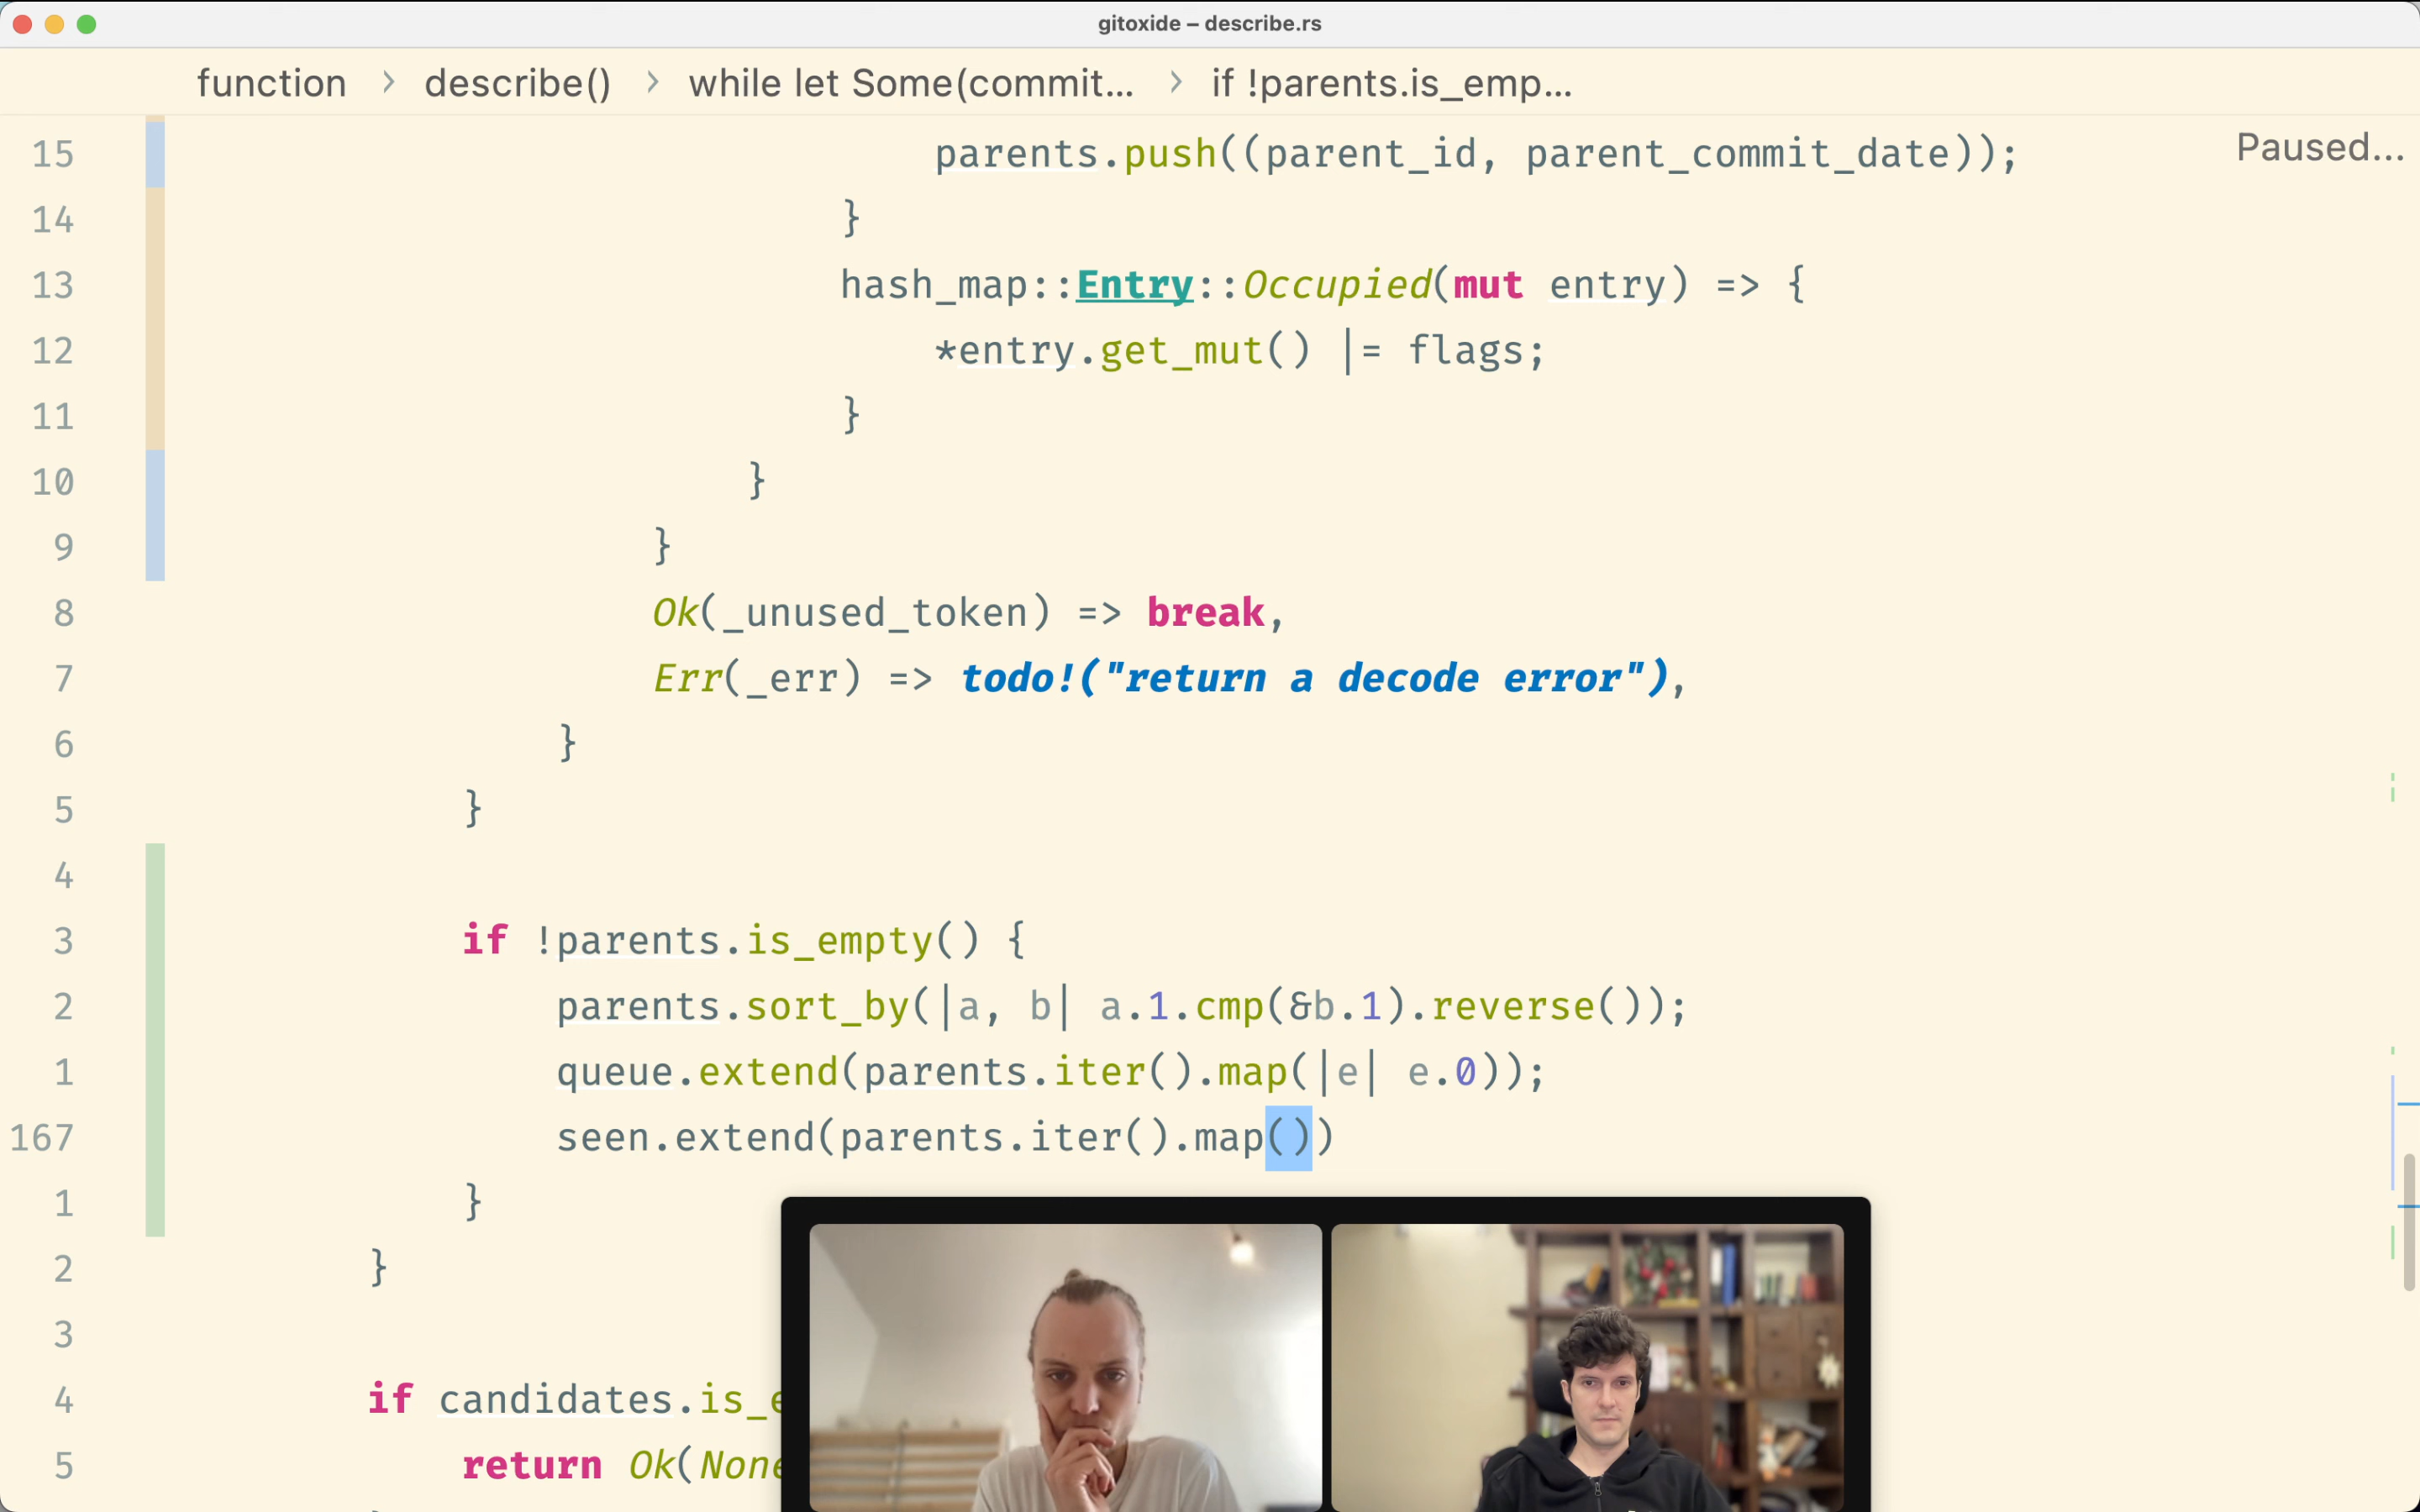 gitoxide – describe.rs
function › describe() › while let Some(commit… › if !parents.is_emp…
15 parents.push((parent_id, parent_commit_date)); Paused…
14 }
13 hash_map::Entry::Occupied(mut entry) => {
12 *entry.get_mut() |= flags;
11 }
10 }
9 }
8 Ok(_unused_token) => break,
7 Err(_err) => todo!("return a decode error"),
6 }
5 }
4
3 if !parents.is_empty() {
2 parents.sort_by(|a, b| a.1.cmp(&b.1).reverse());
1 queue.extend(parents.iter().map(|e| e.0));
167 seen.extend(parents.iter().map())
1 }
2 }
3
4 if candidates.is_e
5 return Ok(None